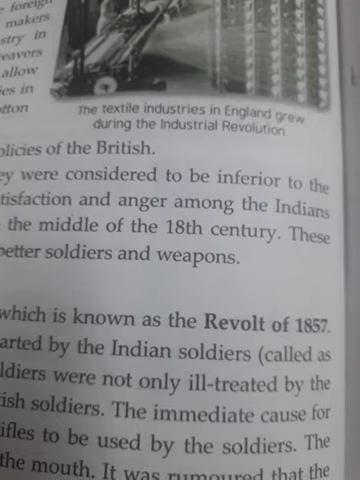 foreign
makers
stry in
eavers
allow
es in
otton
The textile industries in England grew
during the Industrial Revolution.
olicies of the British.
ey were considered to be inferior to the
tisfaction and anger among the Indians
the middle of the 18th century. These
better soldiers and weapons.
which is known as the Revolt of 1857.
arted by the Indian soldiers (called as
ldiers were not only ill-treated by the
ish soldiers. The immediate cause for
ifles to be used by the soldiers. The
the mouth. It was rumoured that the